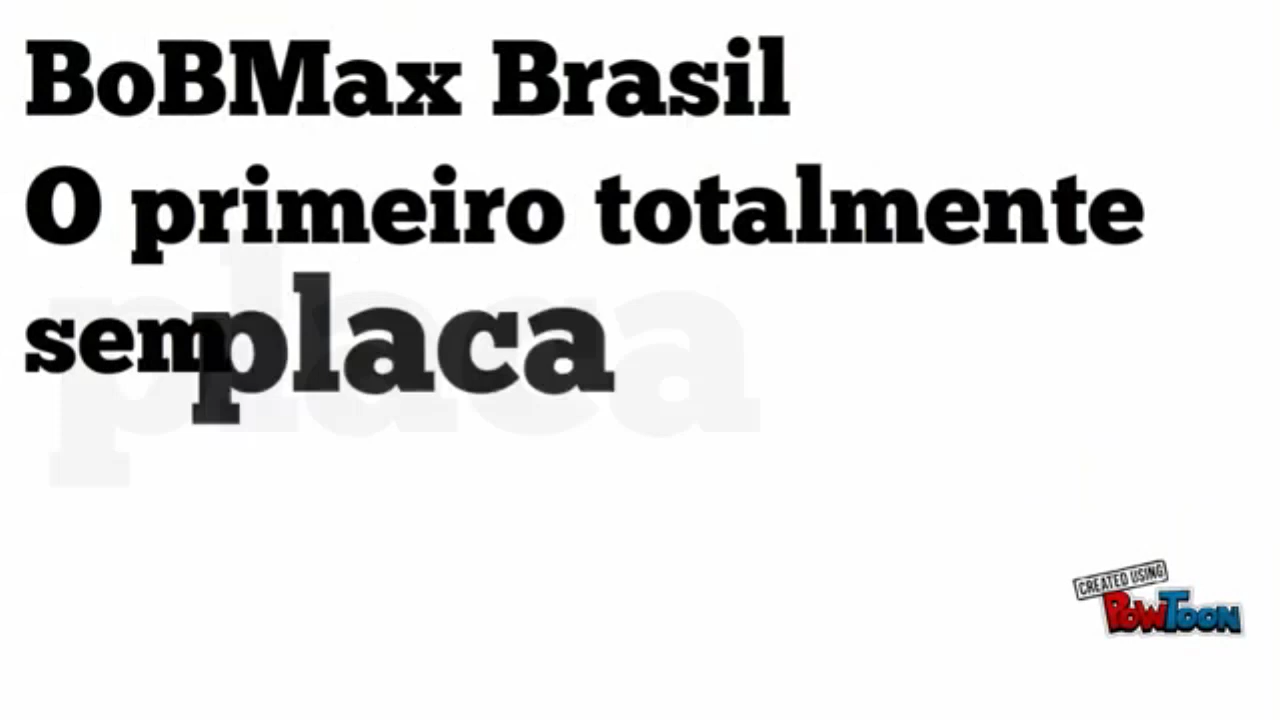 BoBMax Brasil
O primeiro totalmente
sem placa
CREATED USING
POWTOON